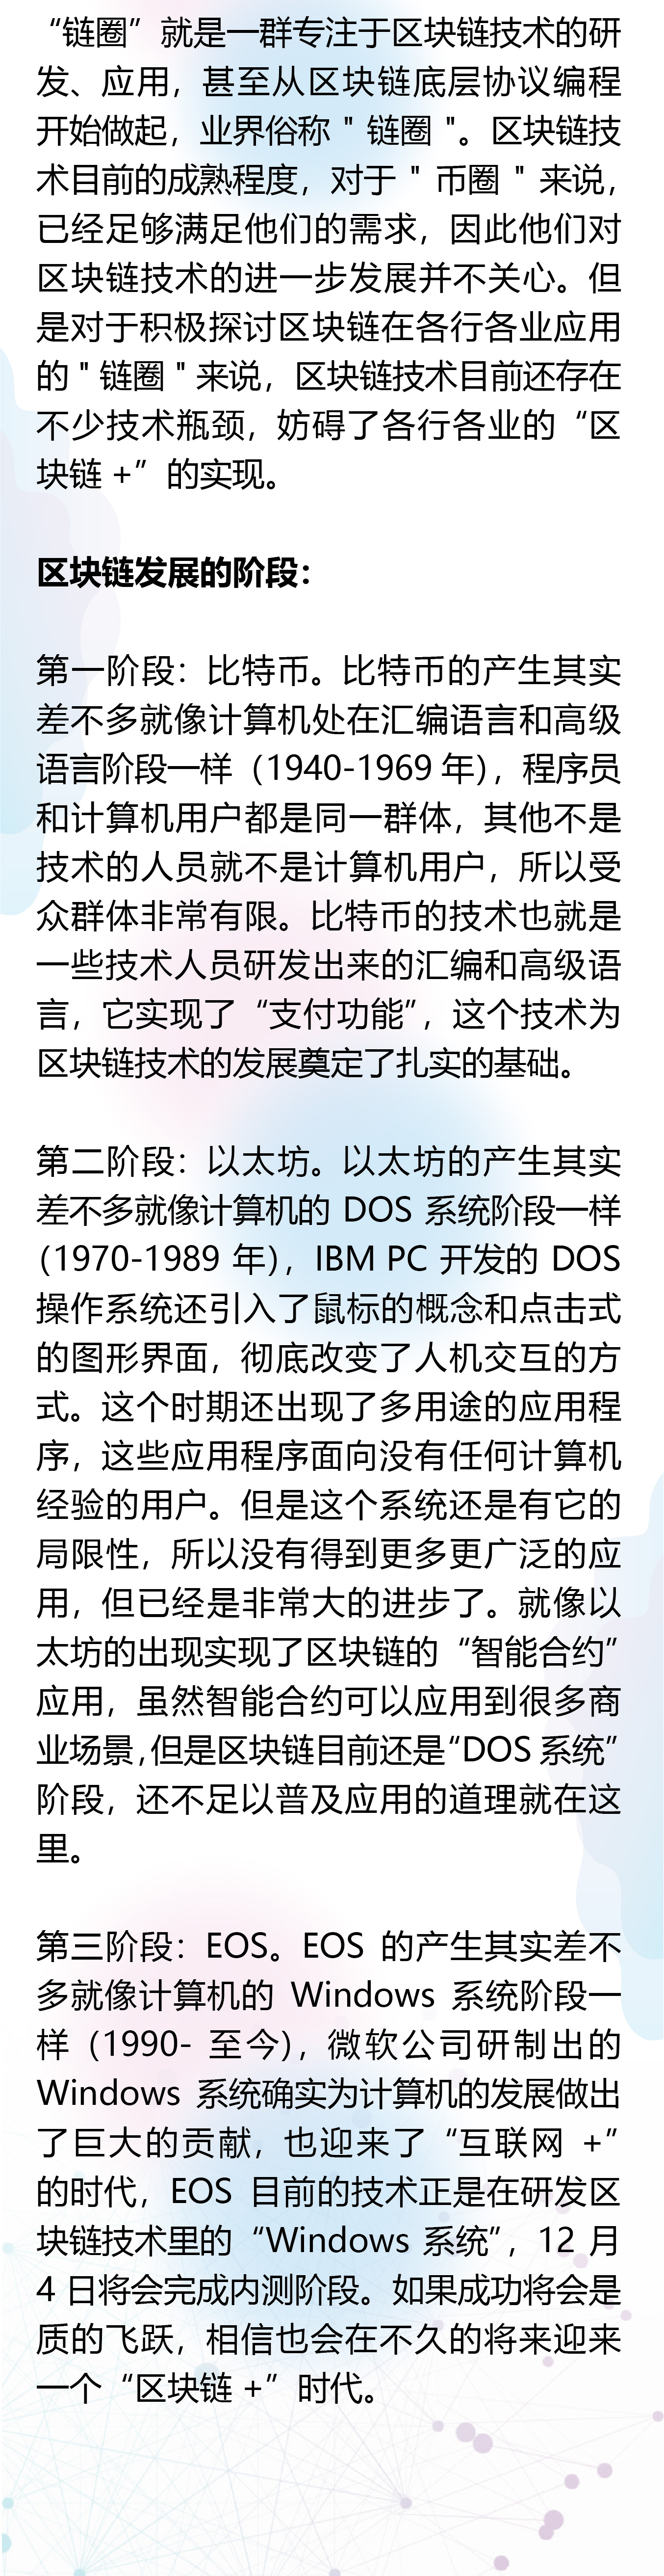 “链圈”就是一群专注于区块链技术的研
发、应用，甚至从区块链底层协议编程
开始做起，业界俗称 " 链圈 "。区块链技
术目前的成熟程度，对于 " 币圈 " 来说，
已经足够满足他们的需求，因此他们对
区块链技术的进一步发展并不关心。但
是对于积极探讨区块链在各行各业应用
的 " 链圈 " 来说，区块链技术目前还存在
不少技术瓶颈，妨碍了各行各业的“区
块链 +”的实现。
区块链发展的阶段：
第一阶段：比特币。比特币的产生其实
差不多就像计算机处在汇编语言和高级
语言阶段一样（1940-1969 年），程序员
和计算机用户都是同一群体，其他不是
技术的人员就不是计算机用户，所以受
众群体非常有限。比特币的技术也就是
一些技术人员研发出来的汇编和高级语
言，它实现了“支付功能”，这个技术为
区块链技术的发展奠定了扎实的基础。
第二阶段：以太坊。以太坊的产生其实
差不多就像计算机的 DOS 系统阶段一样
（1970-1989 年），IBM PC 开发的 DOS
操作系统还引入了鼠标的概念和点击式
的图形界面，彻底改变了人机交互的方
式。这个时期还出现了多用途的应用程
序，这些应用程序面向没有任何计算机
经验的用户。但是这个系统还是有它的
局限性，所以没有得到更多更广泛的应
用，但已经是非常大的进步了。就像以
太坊的出现实现了区块链的“智能合约”
应用，虽然智能合约可以应用到很多商
业场景，但是区块链目前还是“DOS 系统”
阶段，还不足以普及应用的道理就在这
里。
第三阶段：EOS。EOS 的产生其实差不
多就像计算机的 Windows 系统阶段一
样（1990- 至今），微软公司研制出的
Windows 系统确实为计算机的发展做出
了巨大的贡献，也迎来了“互联网 +”
的时代，EOS 目前的技术正是在研发区
块链技术里的“Windows 系统”，12 月
4 日将会完成内测阶段。如果成功将会是
质的飞跃，相信也会在不久的将来迎来
一个“区块链 +”时代。